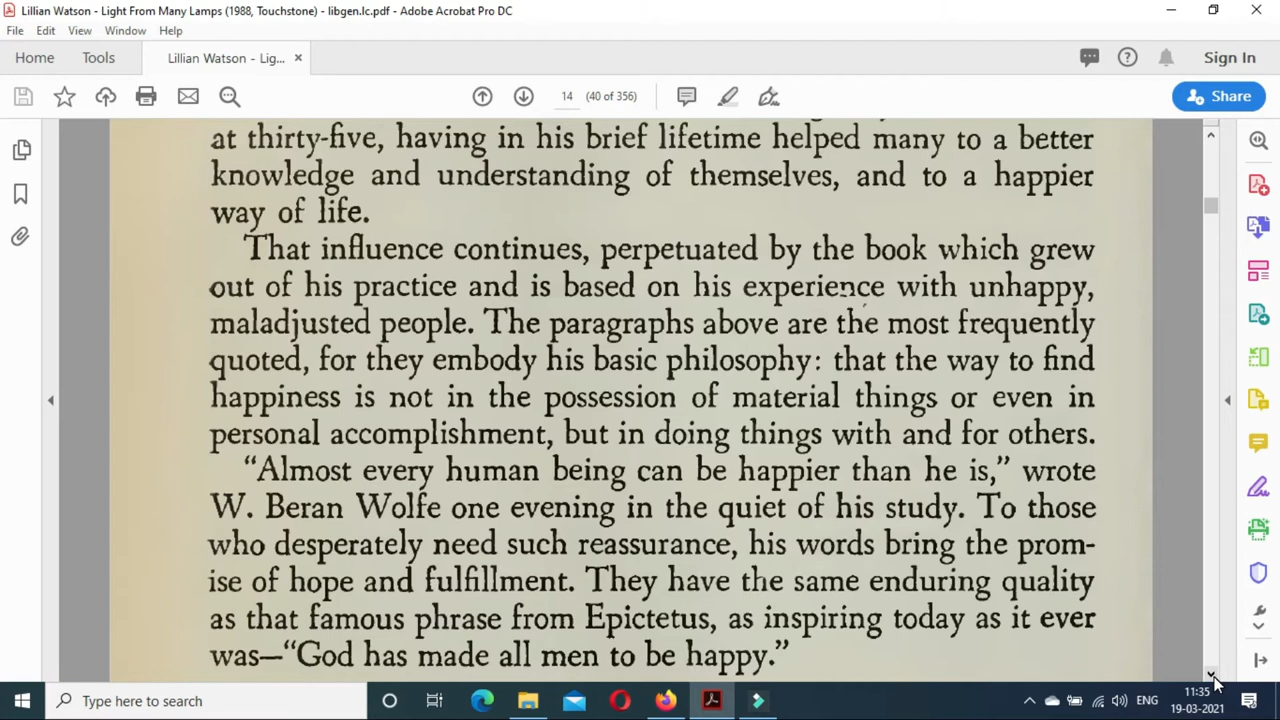 Lillian Watson - Light From Many Lamps (1988, Touchstone) - libgen.lc.pdf - Adobe Acrobat Pro DC
File Edit View Window Help
Home Tools Lillian Watson - Lig... × Sign In
14 (40 of 356) Share
at thirty-five, having in his brief lifetime helped many to a better
knowledge and understanding of themselves, and to a happier
way of life.
That influence continues, perpetuated by the book which grew
out of his practice and is based on his experience with unhappy,
maladjusted people. The paragraphs above are the most frequently
quoted, for they embody his basic philosophy: that the way to find
happiness is not in the possession of material things or even in
personal accomplishment, but in doing things with and for others.
“Almost every human being can be happier than he is,” wrote
W. Beran Wolfe one evening in the quiet of his study. To those
who desperately need such reassurance, his words bring the prom-
ise of hope and fulfillment. They have the same enduring quality
as that famous phrase from Epictetus, as inspiring today as it ever
was—“God has made all men to be happy.”
Type here to search
ENG
11:35
19-03-2021